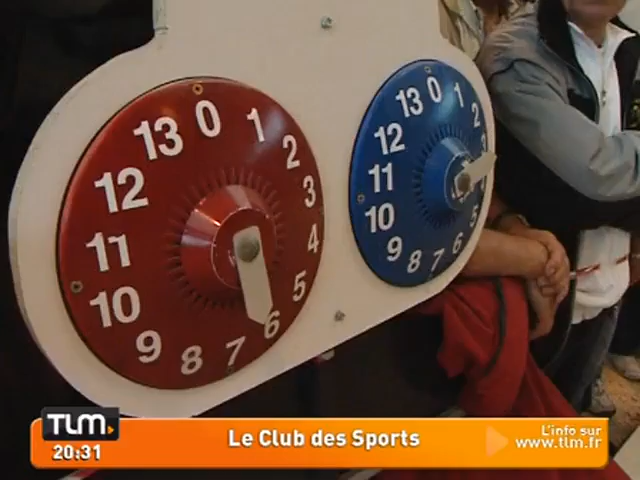 0 1 2 3 4 5 6 7 8 9 10 11 12 13
0 1 2 3 5 6 7 8 9 10 11 12 13
TLM
20:31
Le Club des Sports
L'info sur
www.tlm.fr